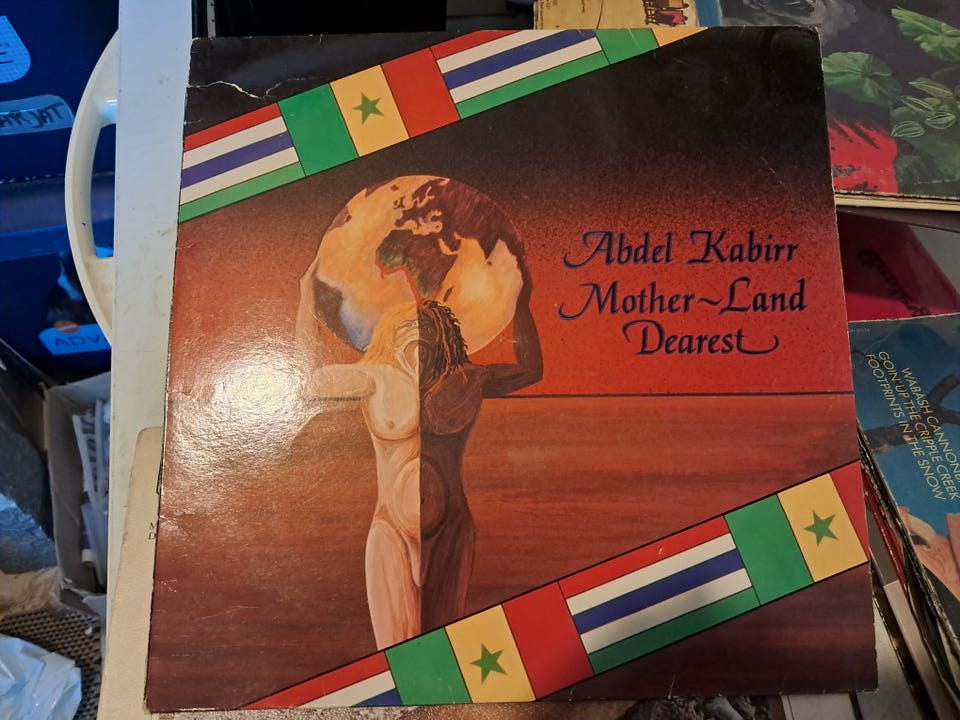 Abdel Kabirr
Mother~Land
Dearest
ADV
WABASH CANNONB
GOIN' UP THE CRIPPLE CREEK
FOOTPRINTS IN THE SNOW